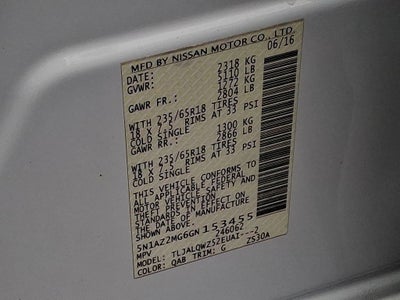 MFD BY NISSAN MOTOR CO., LTD.
DATE: 06/16
GVWR: 2318 KG
5110 LB
GAWR FR.: 1272 KG
2804 LB
WITH 235/65R18 TIRES
18 X 7.5 RIMS AT 33 PSI
COLD SINGLE
GAWR RR.: 1300 KG
2866 LB
WITH 235/65R18 TIRES
18 X 7.5 RIMS AT 33 PSI
COLD SINGLE
THIS VEHICLE CONFORMS TO
ALL APPLICABLE U.S. FEDERAL
MOTOR VEHICLE SAFETY AND
THEFT PREVENTION STANDARDS
IN EFFECT ON
THE DATE OF MANUFACTURE
5N1AZ2MG6GN153455
MPV 746062
MODEL: TLJALQWZ52EUAI---2
COLOR: QAB TRIM: G Z530A